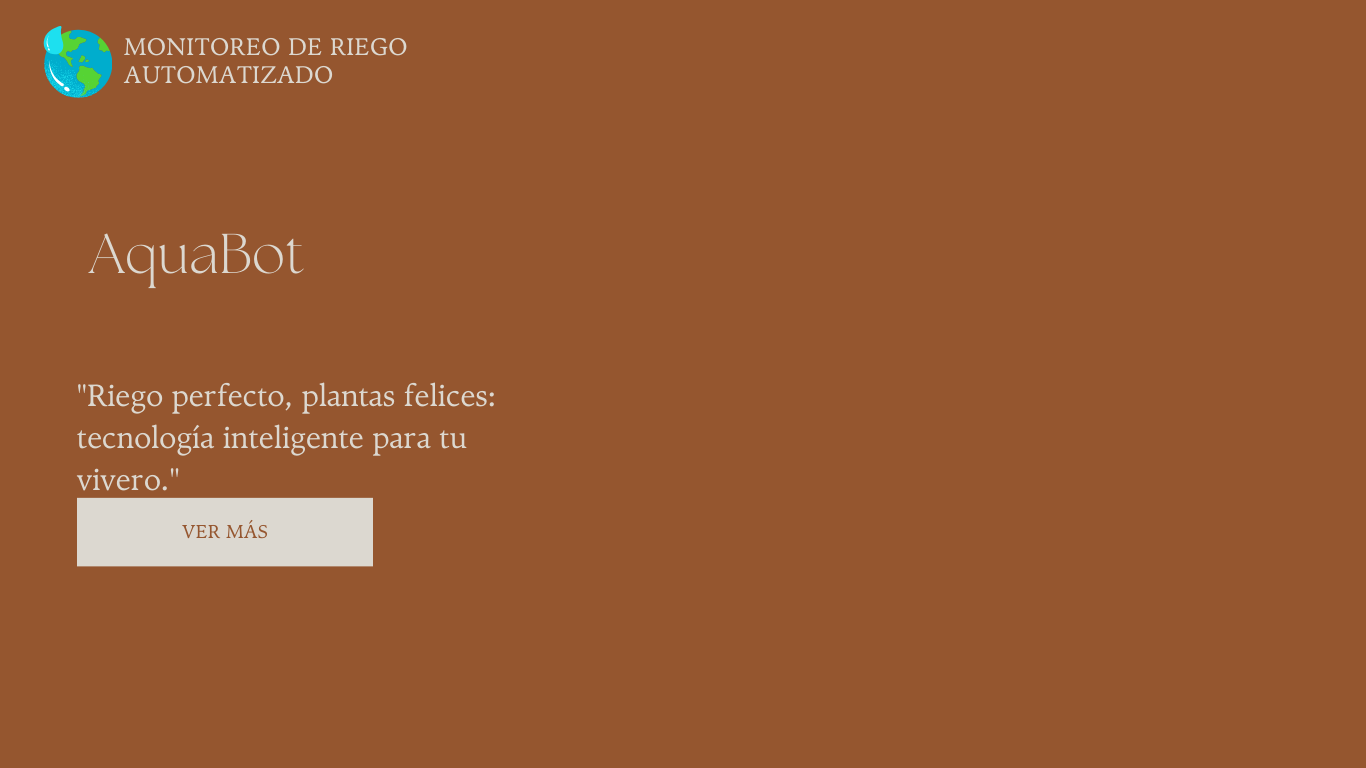 MONITOREO DE RIEGO
AUTOMATIZADO
AquaBot
"Riego perfecto, plantas felices:
tecnología inteligente para tu
vivero."
VER MÁS